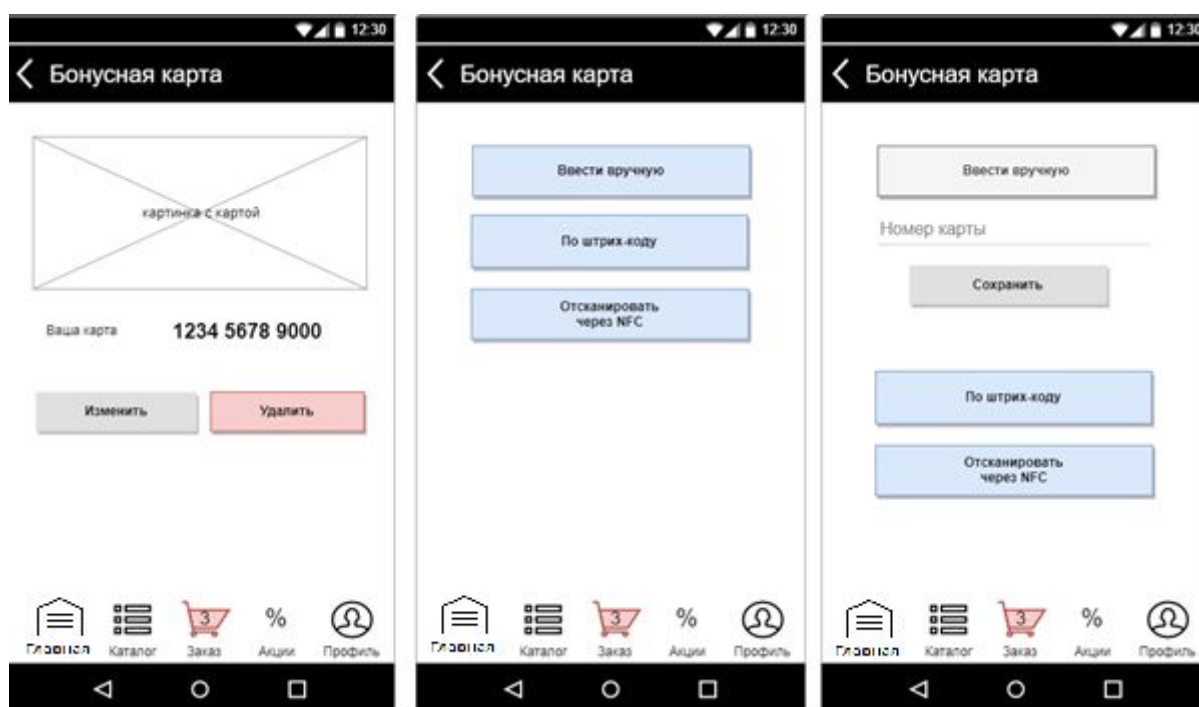 12:30
Бонусная карта
картинка с картой
Ваша карта 1234 5678 9000
Изменить Удалить
3
Главная Каталог Заказ Акции Профиль
12:30
Бонусная карта
Ввести вручную
По штрих-коду
Отсканировать
через NFC
3
Главная Каталог Заказ Акции Профиль
12:30
Бонусная карта
Ввести вручную
Номер карты
Сохранить
По штрих-коду
Отсканировать
через NFC
3
Главная Каталог Заказ Акции Профиль